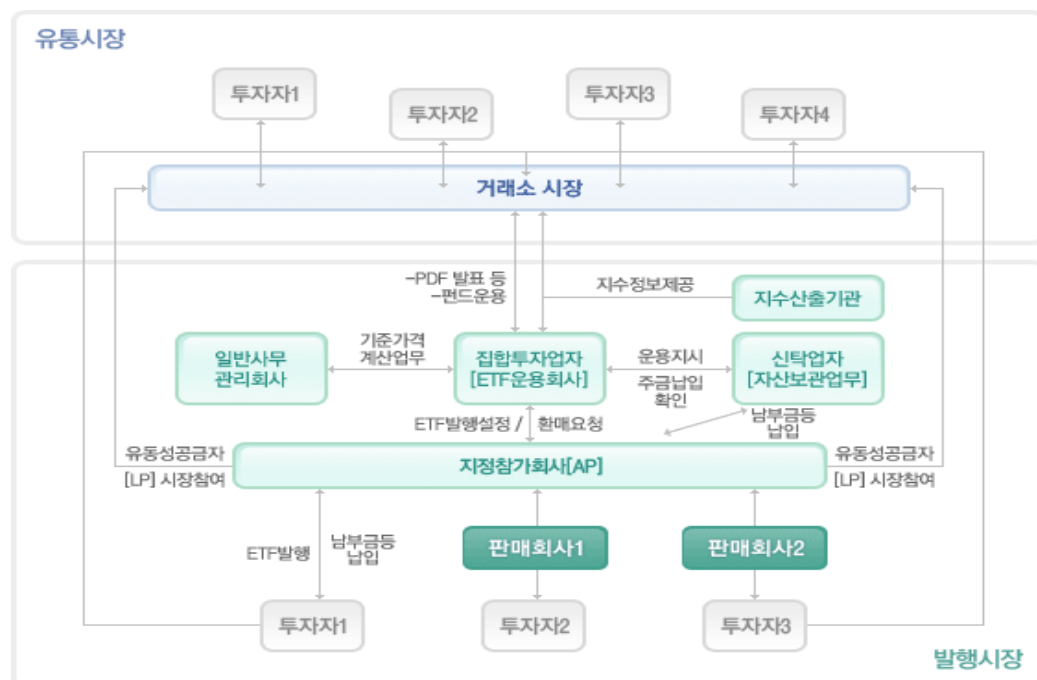 유통시장
투자자1
투자자2
투자자3
투자자4
거래소 시장
-PDF 발표 등
-펀드운용
지수정보제공
지수산출기관
일반사무
관리회사
기준가격
계산업무
집합투자업자
[ETF운용회사]
운용지시
주금납입
확인
신탁업자
[자산보관업무]
ETF발행설정 / 환매요청
남부금등
납입
유동성공급자
[LP] 시장참여
지정참가회사[AP]
유동성공급자
[LP] 시장참여
ETF발행
남부금등
납입
판매회사1
판매회사2
투자자1
투자자2
투자자3
발행시장